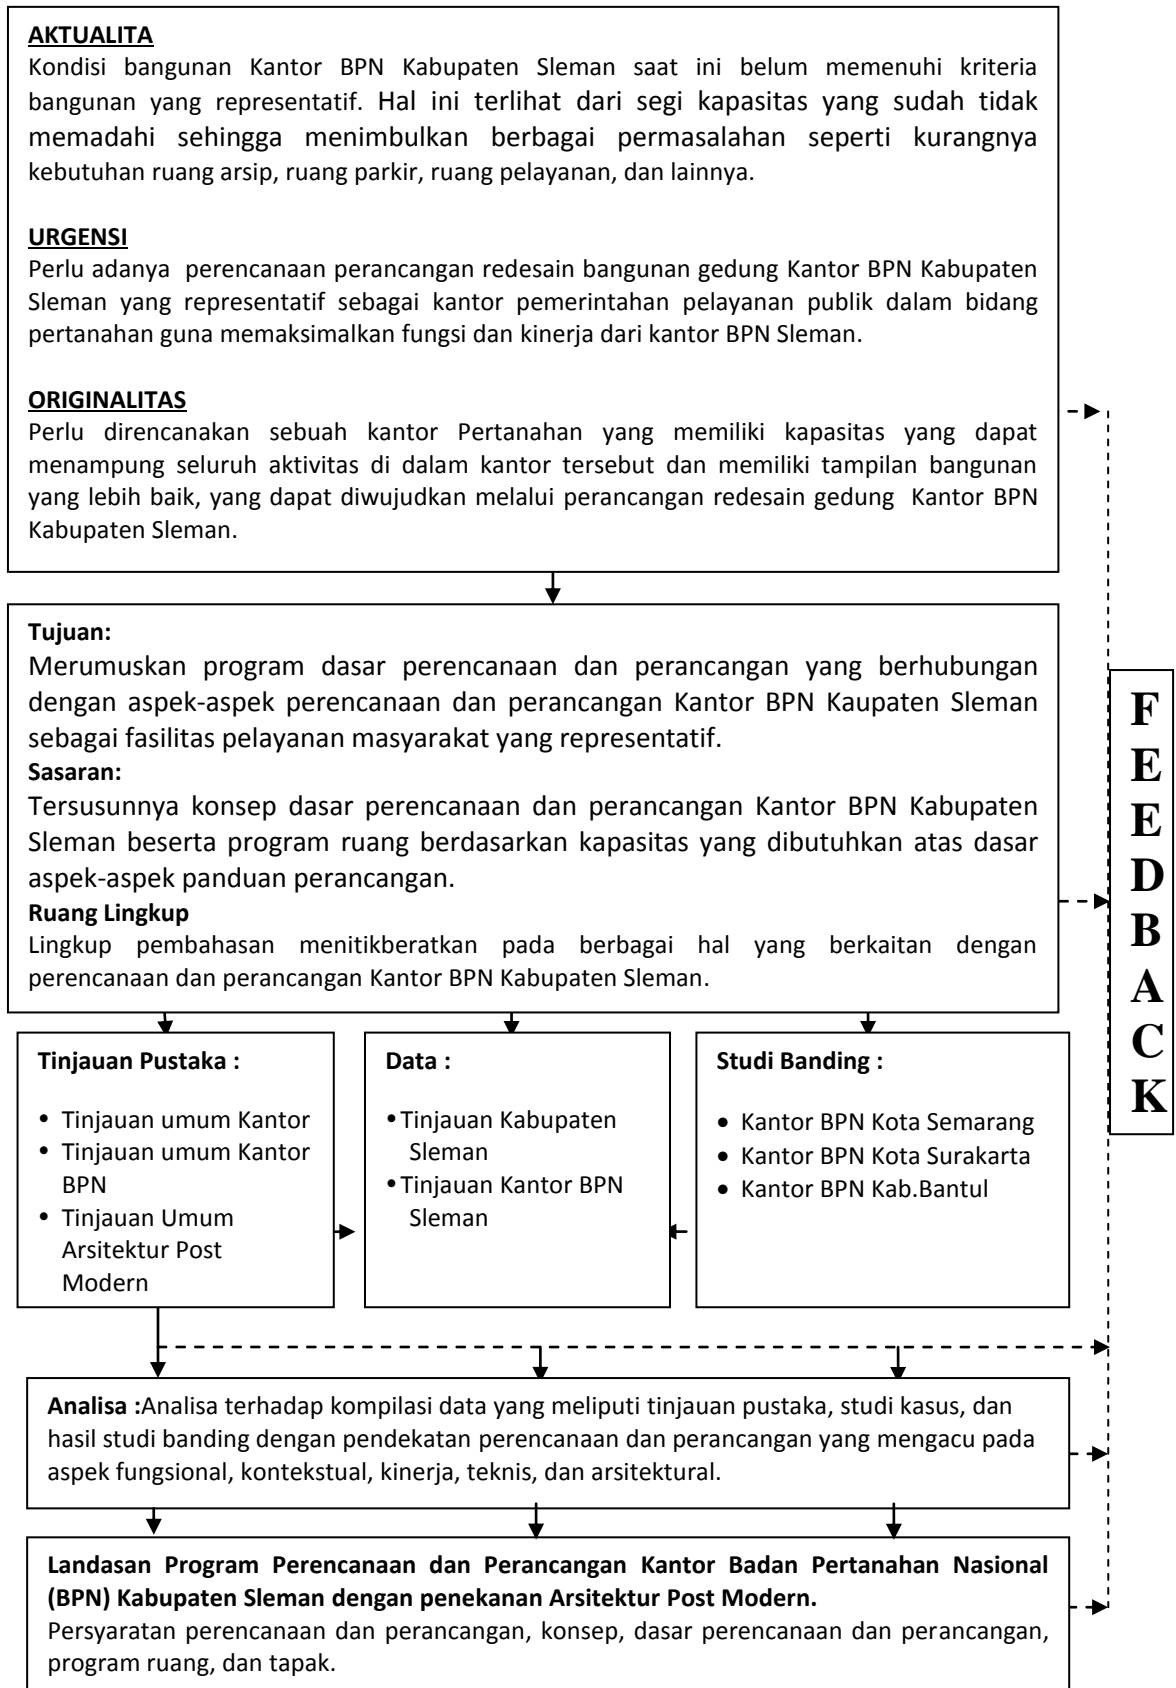 AKTUALITA
Kondisi bangunan Kantor BPN Kabupaten Sleman saat ini belum memenuhi kriteria
bangunan yang representatif. Hal ini terlihat dari segi kapasitas yang sudah tidak
memadahi sehingga menimbulkan berbagai permasalahan seperti kurangnya
kebutuhan ruang arsip, ruang parkir, ruang pelayanan, dan lainnya.
URGENSI
Perlu adanya perencanaan perancangan redesain bangunan gedung Kantor BPN Kabupaten
Sleman yang representatif sebagai kantor pemerintahan pelayanan publik dalam bidang
pertanahan guna memaksimalkan fungsi dan kinerja dari kantor BPN Sleman.
ORIGINALITAS
Perlu direncanakan sebuah kantor Pertanahan yang memiliki kapasitas yang dapat
menampung seluruh aktivitas di dalam kantor tersebut dan memiliki tampilan bangunan
yang lebih baik, yang dapat diwujudkan melalui perancangan redesain gedung Kantor BPN
Kabupaten Sleman.
Tujuan:
Merumuskan program dasar perencanaan dan perancangan yang berhubungan
dengan aspek-aspek perencanaan dan perancangan Kantor BPN Kaupaten Sleman
sebagai fasilitas pelayanan masyarakat yang representatif.
Sasaran:
Tersusunnya konsep dasar perencanaan dan perancangan Kantor BPN Kabupaten
Sleman beserta program ruang berdasarkan kapasitas yang dibutuhkan atas dasar
aspek-aspek panduan perancangan.
Ruang Lingkup
Lingkup pembahasan menitikberatkan pada berbagai hal yang berkaitan dengan
perencanaan dan perancangan Kantor BPN Kabupaten Sleman.
Tinjauan Pustaka :
• Tinjauan umum Kantor
• Tinjauan umum Kantor
BPN
• Tinjauan Umum
Arsitektur Post
Modern
Data :
• Tinjauan Kabupaten
Sleman
• Tinjauan Kantor BPN
Sleman
Studi Banding :
• Kantor BPN Kota Semarang
• Kantor BPN Kota Surakarta
• Kantor BPN Kab.Bantul
Analisa :Analisa terhadap kompilasi data yang meliputi tinjauan pustaka, studi kasus, dan
hasil studi banding dengan pendekatan perencanaan dan perancangan yang mengacu pada
aspek fungsional, kontekstual, kinerja, teknis, dan arsitektural.
Landasan Program Perencanaan dan Perancangan Kantor Badan Pertanahan Nasional
(BPN) Kabupaten Sleman dengan penekanan Arsitektur Post Modern.
Persyaratan perencanaan dan perancangan, konsep, dasar perencanaan dan perancangan,
program ruang, dan tapak.
F
E
E
D
B
A
C
K